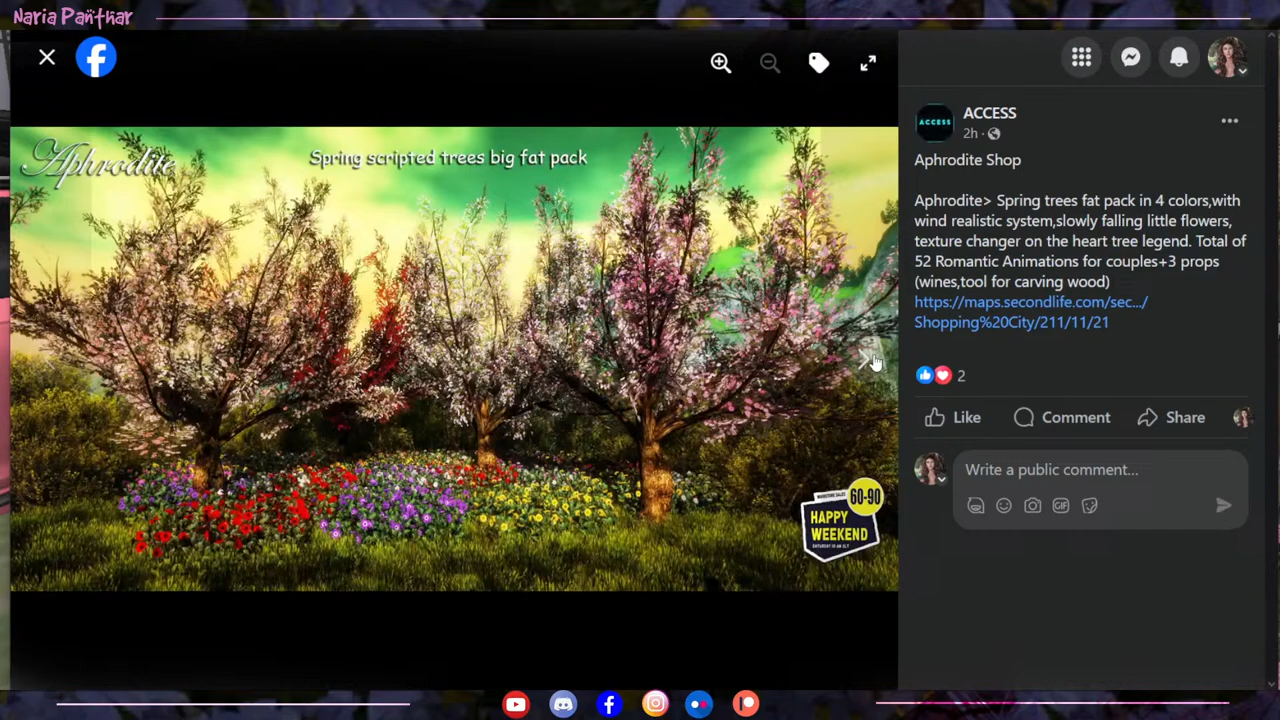 Naria Panthar
ACCESS
ACCESS
2h ·
Aphrodite Shop
Aphrodite> Spring trees fat pack in 4 colors,with
wind realistic system,slowly falling little flowers,
texture changer on the heart tree legend. Total of
52 Romantic Animations for couples+3 props
(wines,tool for carving wood)
https://maps.secondlife.com/sec.../
Shopping%20City/211/11/21
2
Like
Comment
Share
Write a public comment...
GIF
Aphrodite
Spring scripted trees big fat pack
60-90
HAPPY
WEEKEND